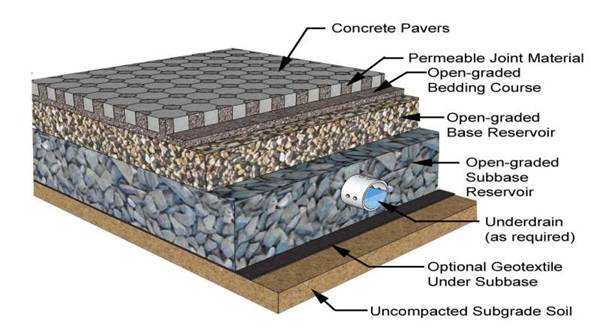 Concrete Pavers
Permeable Joint Material
Open-graded
Bedding Course
Open-graded
Base Reservoir
Open-graded
Subbase
Reservoir
Underdrain
(as required)
Optional Geotextile
Under Subbase
Uncompacted Subgrade Soil